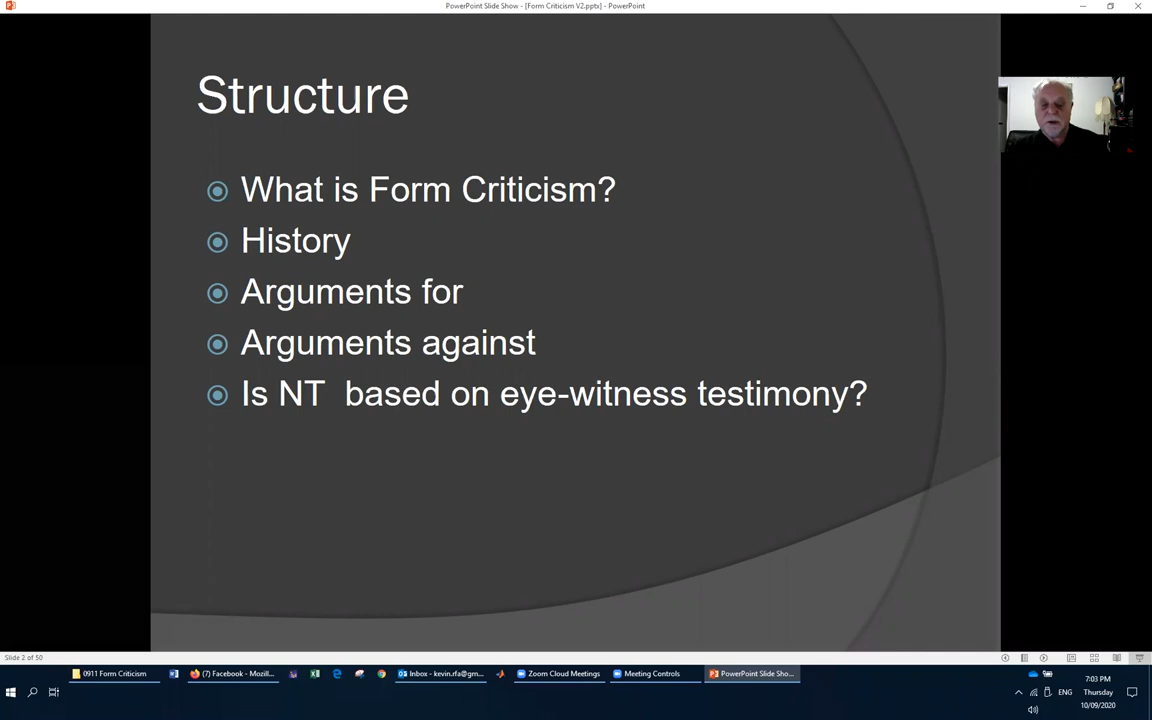 PowerPoint Slide Show - [Form Criticism V2.pptx] - PowerPoint
Structure
What is Form Criticism?
History
Arguments for
Arguments against
Is NT based on eye-witness testimony?
Slide 2 of 50
0911 Form Criticism
(7) Facebook - Mozill...
Inbox - kevin.rfa@gm...
Zoom Cloud Meetings
Meeting Controls
PowerPoint Slide Sho...
ENG
7:03 PM
Thursday
10/09/2020